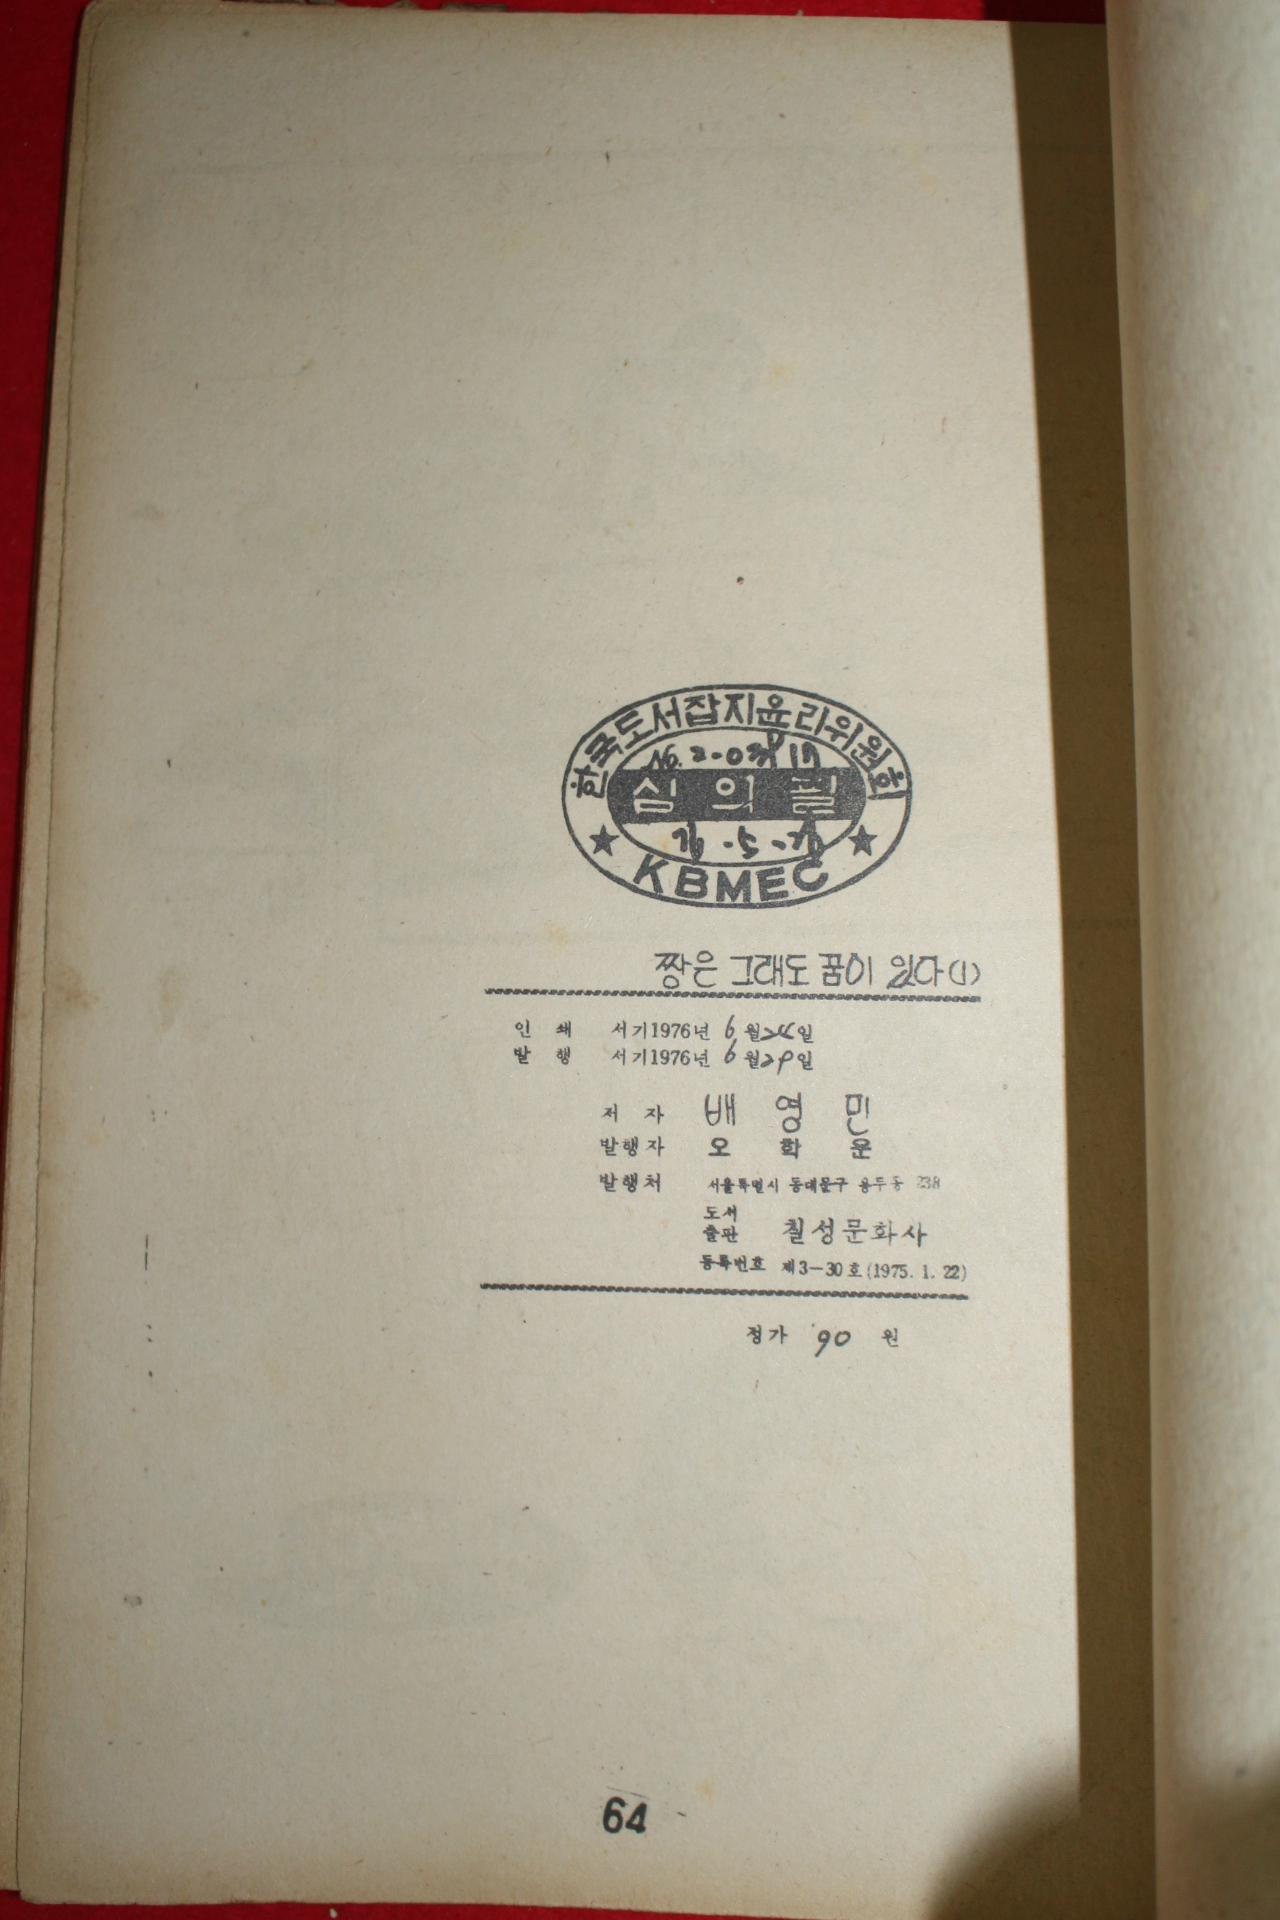 한국도서잡지윤리위원회
심의필
★ ★
KBMEC
짱은 그래도 꿈이 있다(1)
인 쇄 서기1976년 6월24일
발 행 서기1976년 6월29일
저 자 배 영 민
발행자 오 학 운
발행처 서울특별시 동대문구 용두동 238
도서
출판 칠성문화사
등록번호 제3-30호(1975. 1. 22)
정가 90 원
64